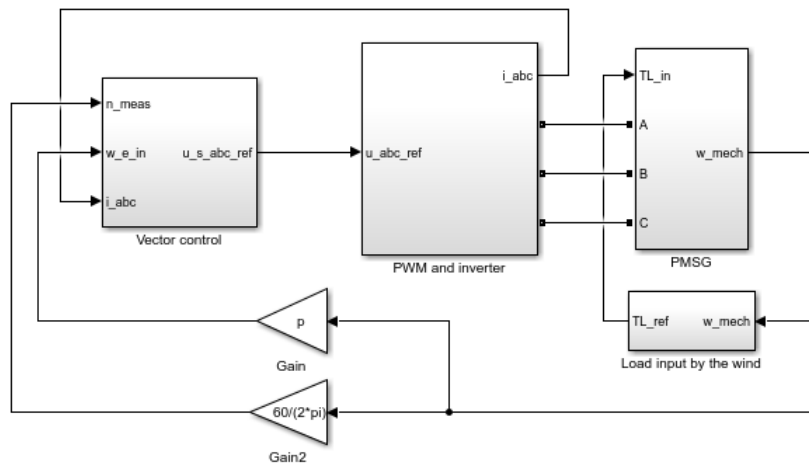 n_meas
w_e_in
i_abc
u_s_abc_ref
Vector control
i_abc
u_abc_ref
PWM and inverter
TL_in
A
B
C
w_mech
PMSG
TL_ref
w_mech
Load input by the wind
p
Gain
60/(2*pi)
Gain2